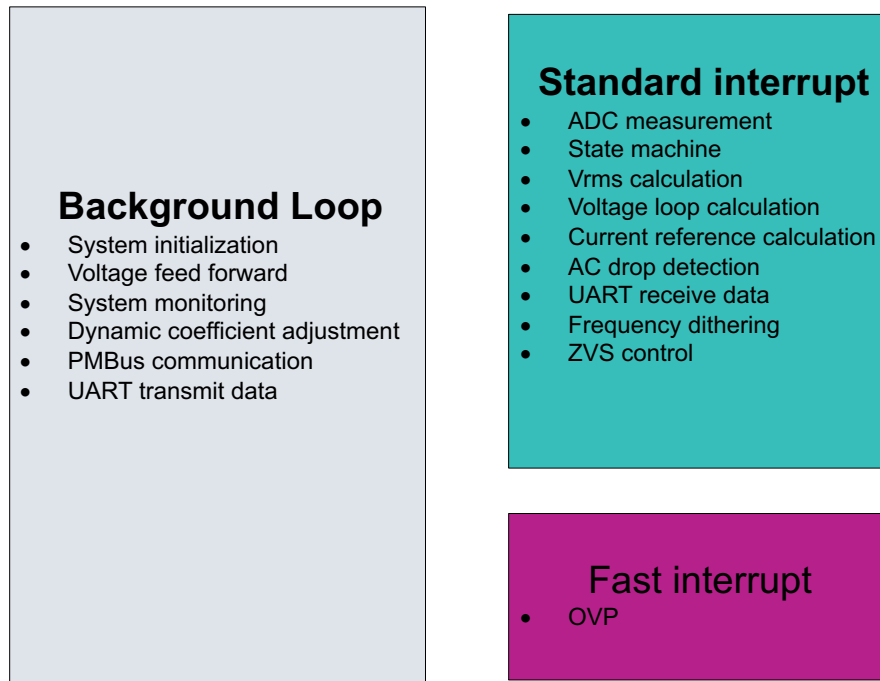 Background Loop
• System initialization
• Voltage feed forward
• System monitoring
• Dynamic coefficient adjustment
• PMBus communication
• UART transmit data
Standard interrupt
• ADC measurement
• State machine
• Vrms calculation
• Voltage loop calculation
• Current reference calculation
• AC drop detection
• UART receive data
• Frequency dithering
• ZVS control
Fast interrupt
• OVP